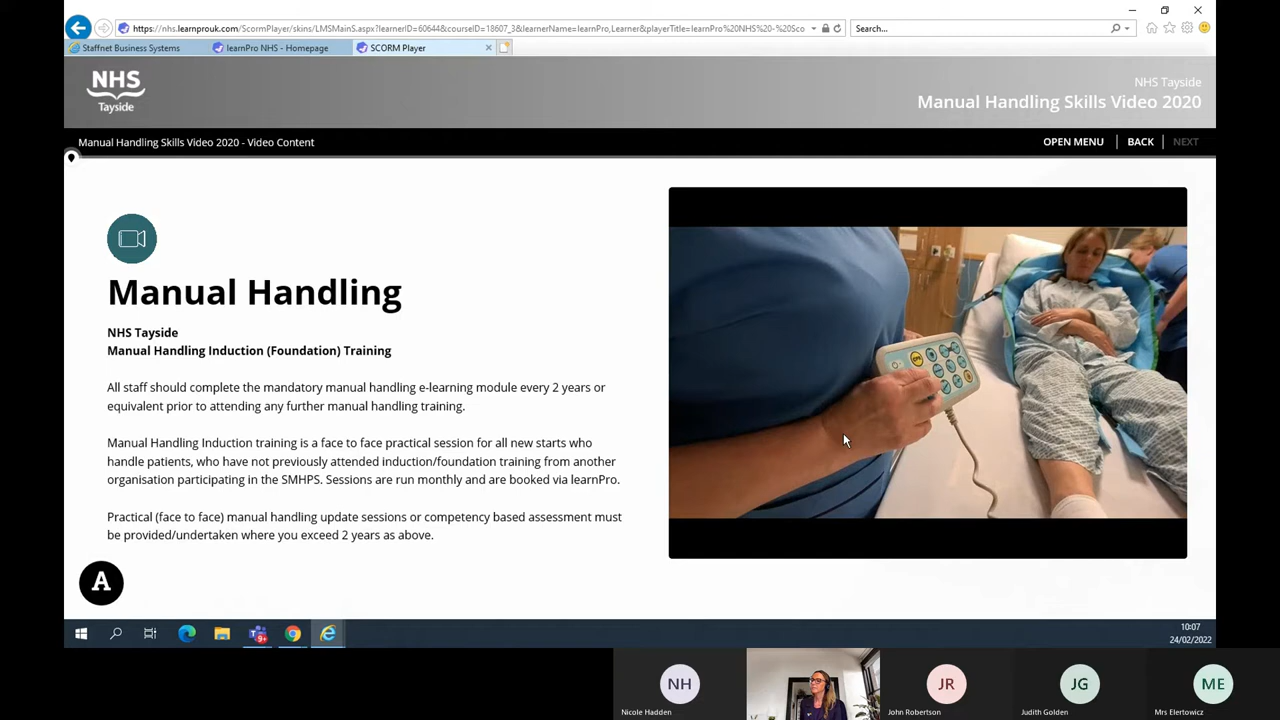 https://nhs.learnprouk.com/ScormPlayer/skins/LMSMainS.aspx?learnerID=60644&courseID=18607_3&learnerName=learnPro,Learner&playerTitle=learnPro%20NHS%20-%20Sco
Search...
Staffnet Business Systems
learnPro NHS - Homepage
SCORM Player
NHS
Tayside
NHS Tayside
Manual Handling Skills Video 2020
Manual Handling Skills Video 2020 - Video Content
OPEN MENU
BACK
NEXT
Manual Handling
NHS Tayside
Manual Handling Induction (Foundation) Training
All staff should complete the mandatory manual handling e-learning module every 2 years or
equivalent prior to attending any further manual handling training.
Manual Handling Induction training is a face to face practical session for all new starts who
handle patients, who have not previously attended induction/foundation training from another
organisation participating in the SMHPS. Sessions are run monthly and are booked via learnPro.
Practical (face to face) manual handling update sessions or competency based assessment must
be provided/undertaken where you exceed 2 years as above.
A
9+
10:07
24/02/2022
NH
JR
JG
ME
Nicole Hadden
John Robertson
Judith Golden
Mrs Elertowicz